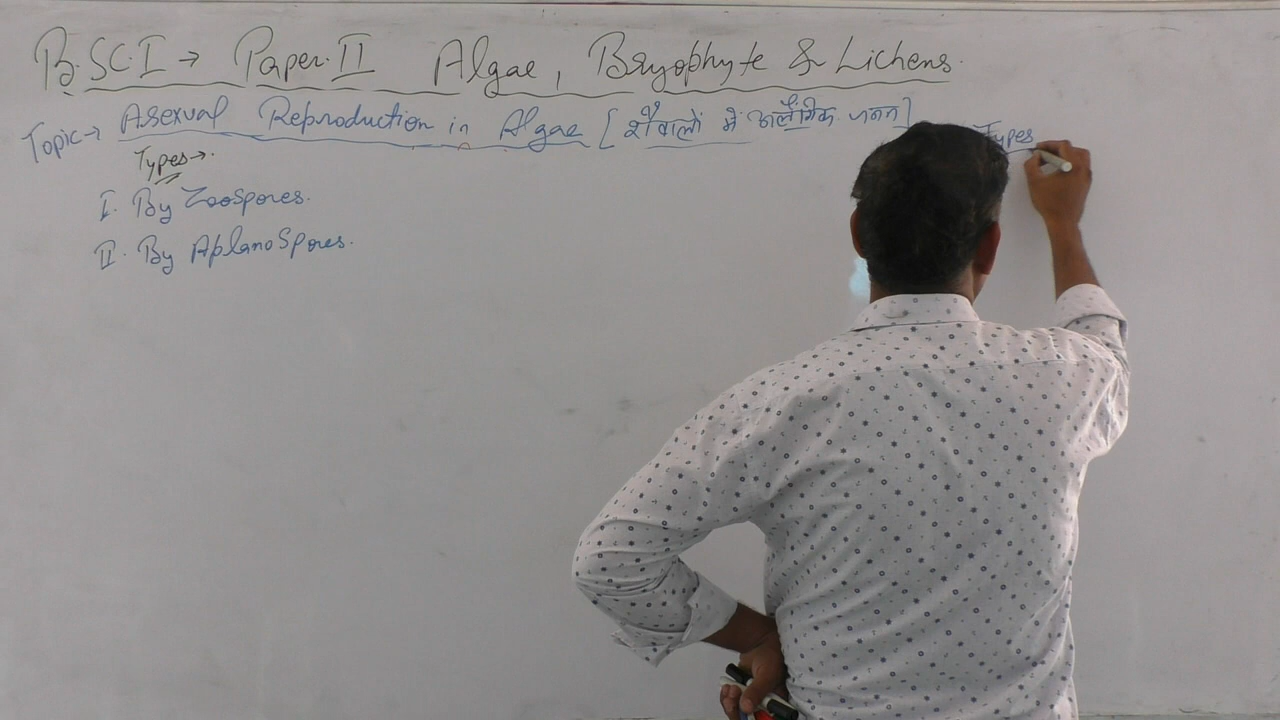 B.SC.I → Paper.II Algae, Bryophyte & Lichens.
Topic→ Asexual Reproduction in Algae [शैवालों में अलैंगिक जनन]
Types
Types→.
I. By Zoospores.
II. By AplanoSpores.